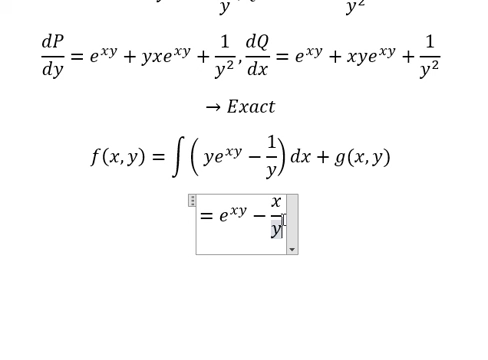 y y²
dP/dy = e^{xy} + yxe^{xy} + 1/y², dQ/dx = e^{xy} + xye^{xy} + 1/y²
→ Exact
f(x, y) = ∫ (ye^{xy} − 1/y) dx + g(x, y)
= e^{xy} − x/y